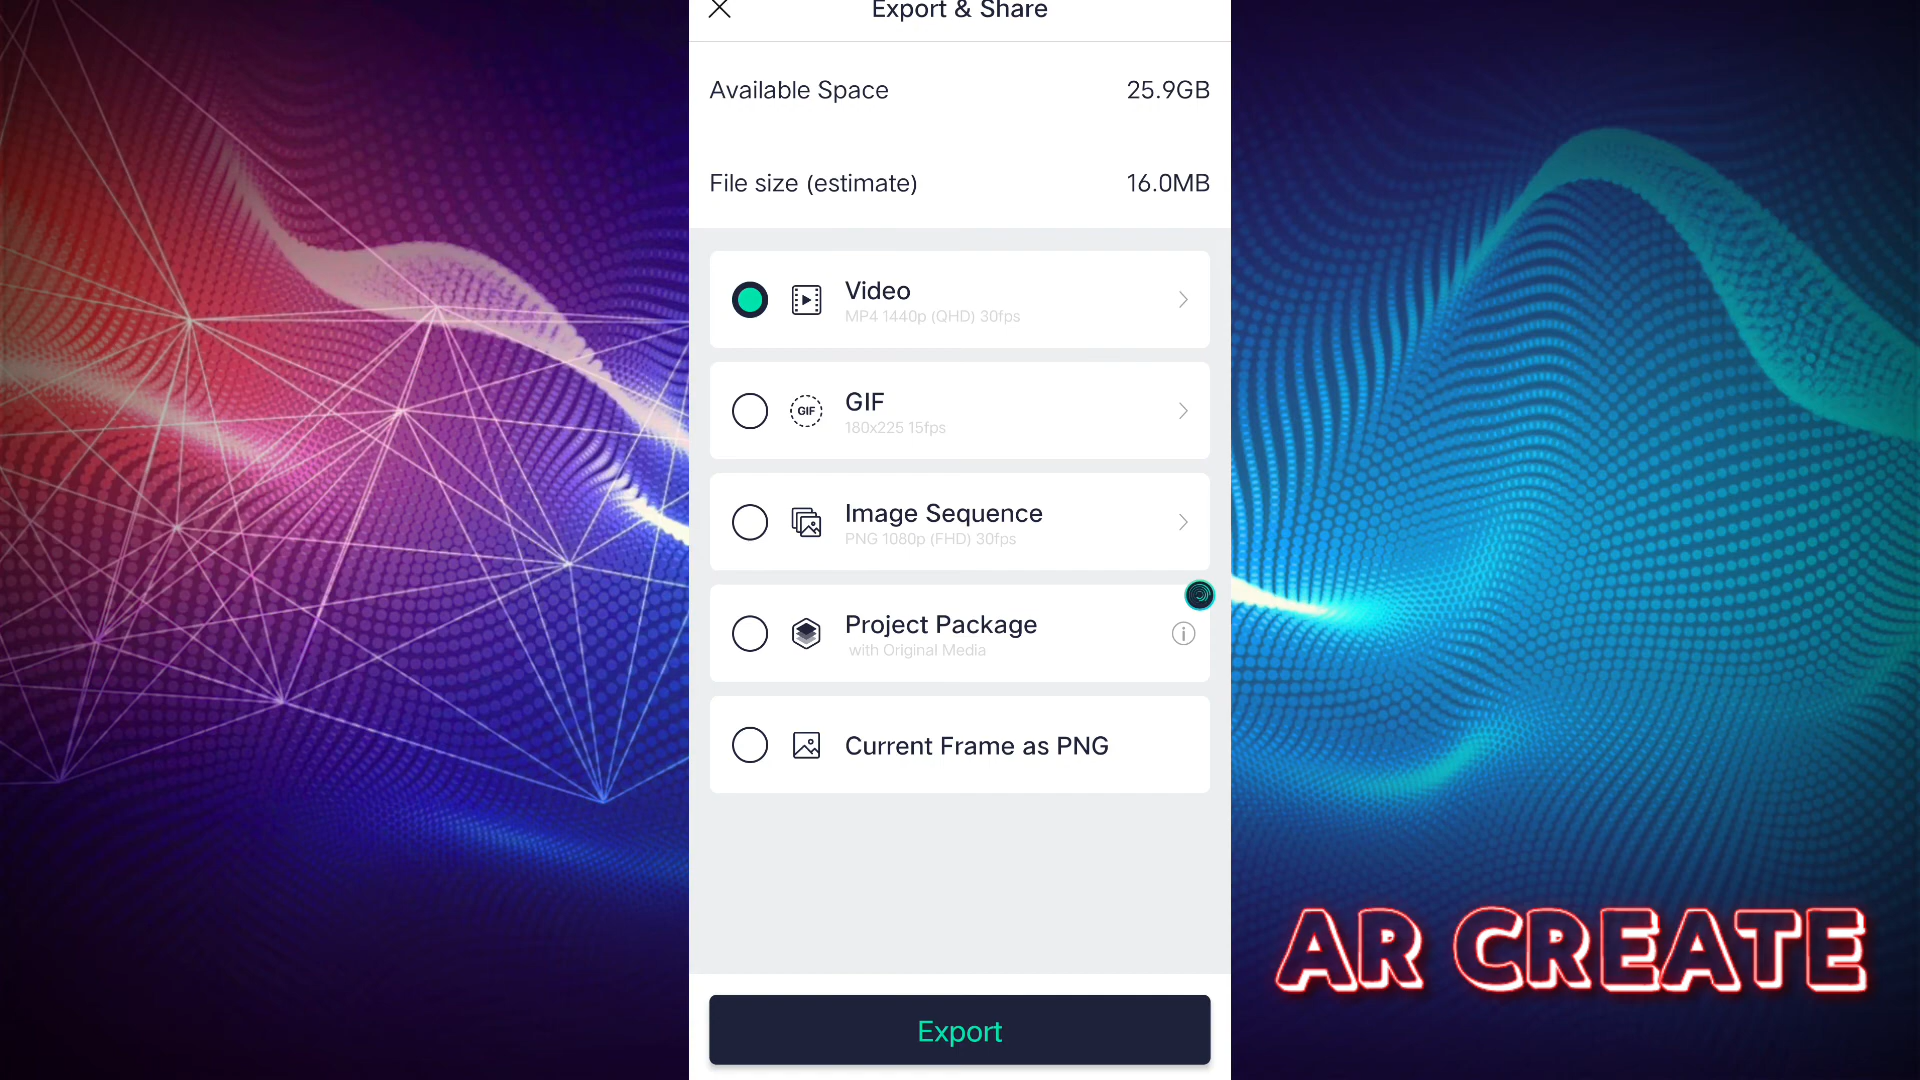 Export & Share
Available Space 25.9GB
File size (estimate) 16.0MB
Video
MP4 1440p (QHD) 30fps
GIF
GIF
180x225 15fps
Image Sequence
PNG 1080p (FHD) 30fps
Project Package
with Original Media
Current Frame as PNG
AR CREATE
Export